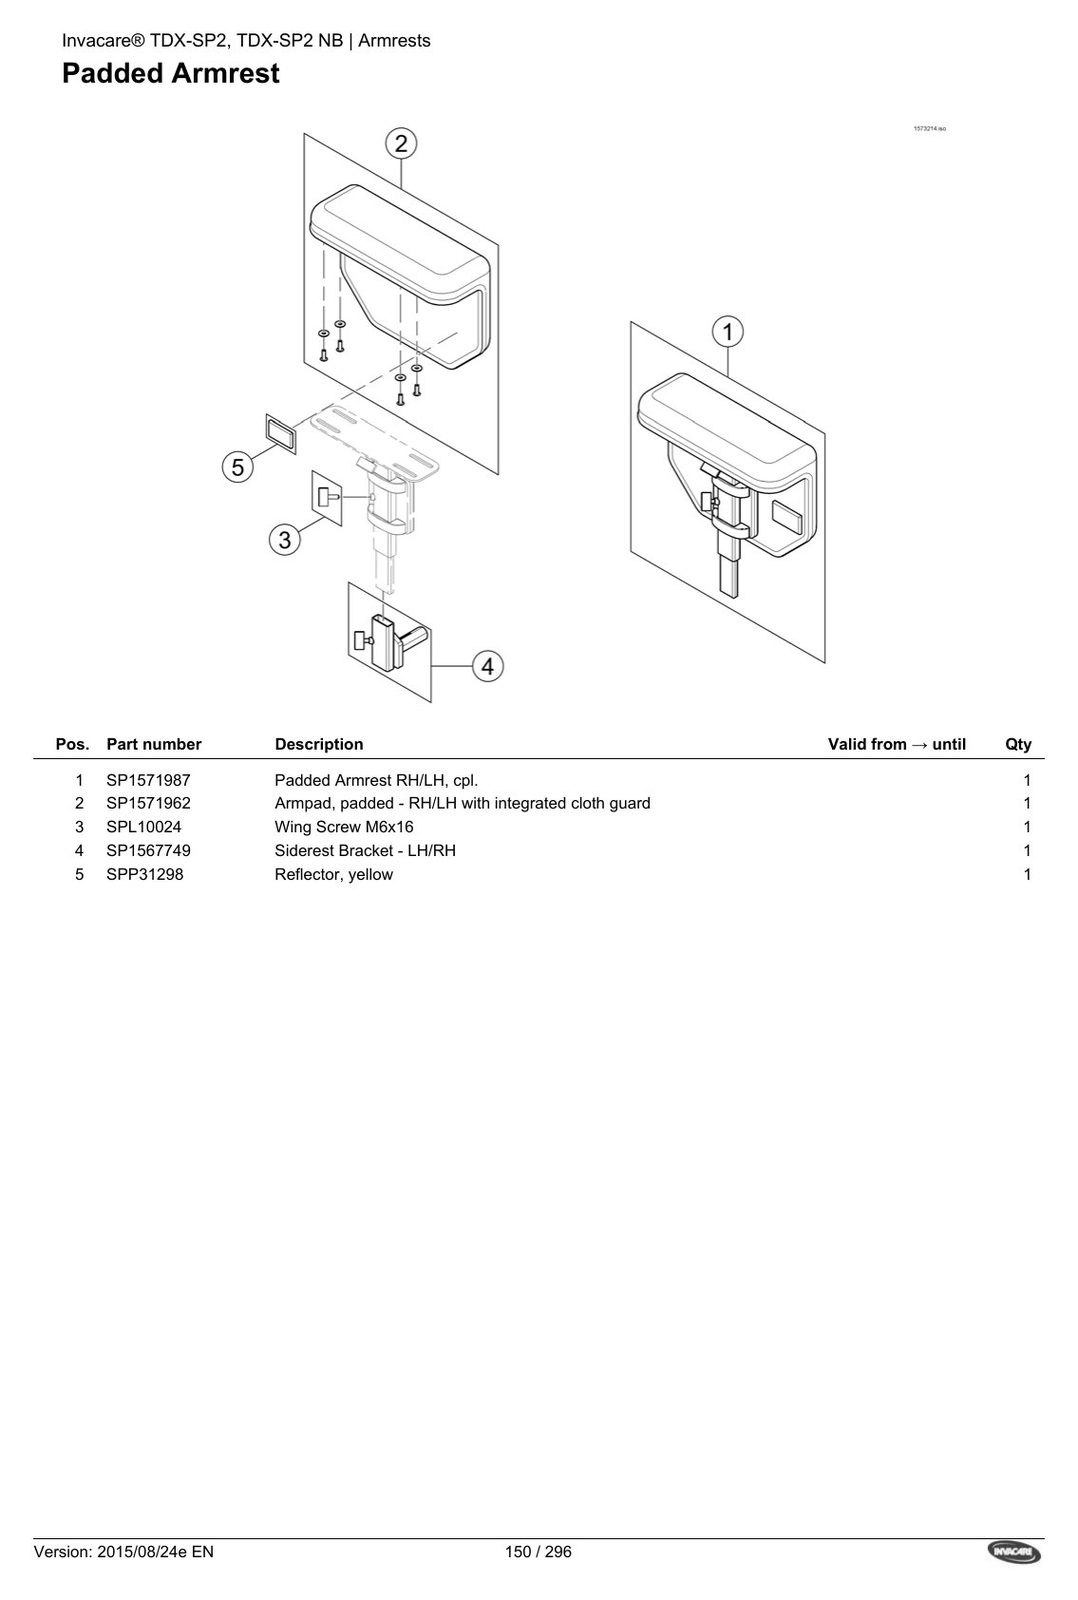 Invacare® TDX-SP2, TDX-SP2 NB | Armrests
Padded Armrest
1573214.iso
2
1
5
3
4
Pos. Part number Description Valid from → until Qty
1 SP1571987 Padded Armrest RH/LH, cpl. 1
2 SP1571962 Armpad, padded - RH/LH with integrated cloth guard 1
3 SPL10024 Wing Screw M6x16 1
4 SP1567749 Siderest Bracket - LH/RH 1
5 SPP31298 Reflector, yellow 1
Version: 2015/08/24e EN 150 / 296 INVACARE